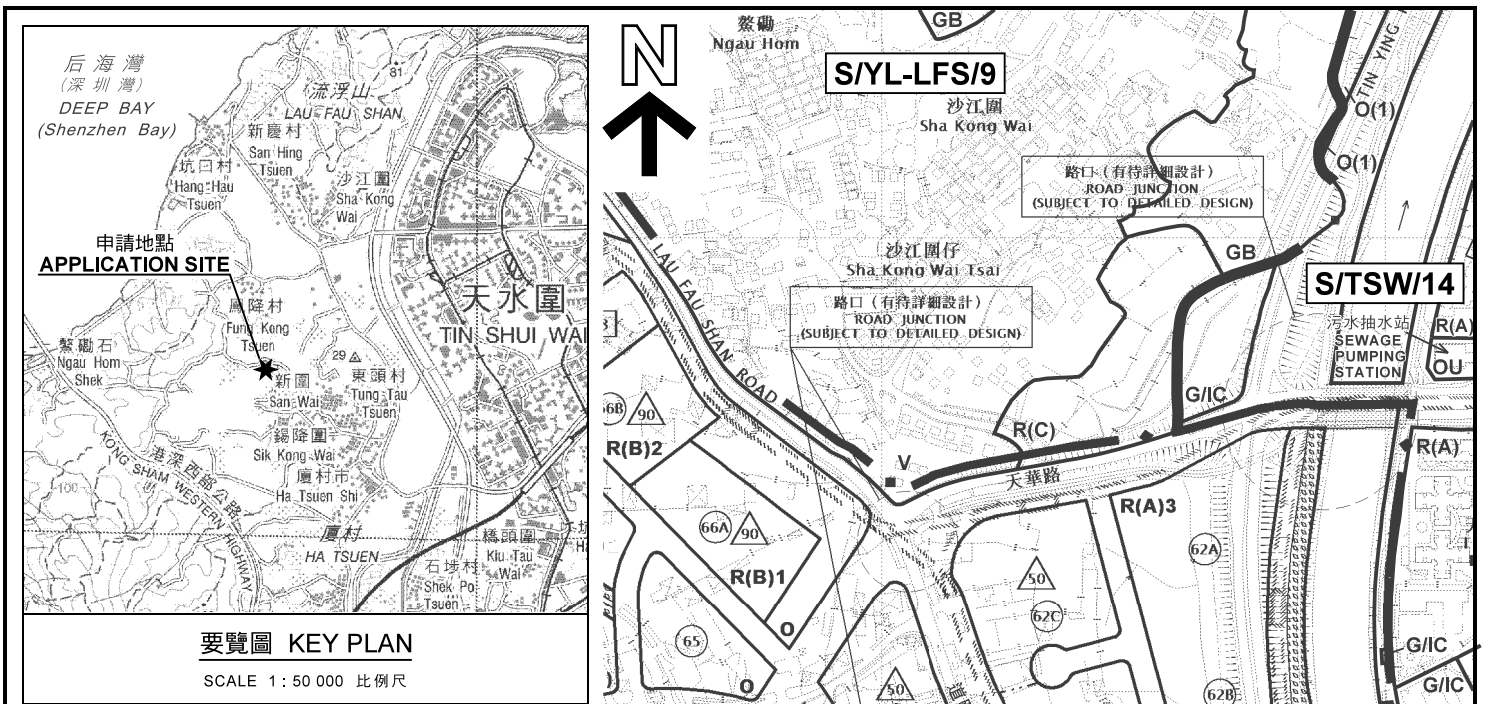 后海灣
(深圳灣)
DEEP BAY
(Shenzhen Bay)
流浮山
LAU FAU SHAN
81
新慶村
San Hing
Tsuen
坑口村
Hang Hau
Tsuen
沙江圍
Sha Kong
Wai
申請地點
APPLICATION SITE
鳳降村
Fung Kong
Tsuen
天水圍
TIN SHUI WAI
鰲磡石
Ngau Hom
Shek
29
東頭村
Tung Tau
Tsuen
新圍
San Wai
錫降圍
Sik Kong Wai
廈村市
Ha Tsuen Shi
港深西部公路
KONG SHAM WESTERN HIGHWAY
100
廈村
HA TSUEN
橋頭圍
Kiu Tau
Wai
石埗村
Shek Po
Tsuen
要覽圖 KEY PLAN
SCALE 1 : 50 000 比例尺
N
鰲磡
Ngau Hom
GB
S/YL-LFS/9
沙江圍
Sha Kong Wai
TIN YING
O(1)
O(1)
路口 (有待詳細設計)
ROAD JUNCTION
(SUBJECT TO DETAILED DESIGN)
沙江圍仔
Sha Kong Wai Tsai
GB
S/TSW/14
路口 (有待詳細設計)
ROAD JUNCTION
(SUBJECT TO DETAILED DESIGN)
LAU FAU SHAN ROAD
污水抽水站
SEWAGE
PUMPING
STATION
R(A)
OU
G/IC
66B
90
R(B)2
R(C)
V
天華路
R(A)
R(A)3
66A
90
R(B)1
62A
50
62C
65
O
O
50
62B
G/IC
G/IC